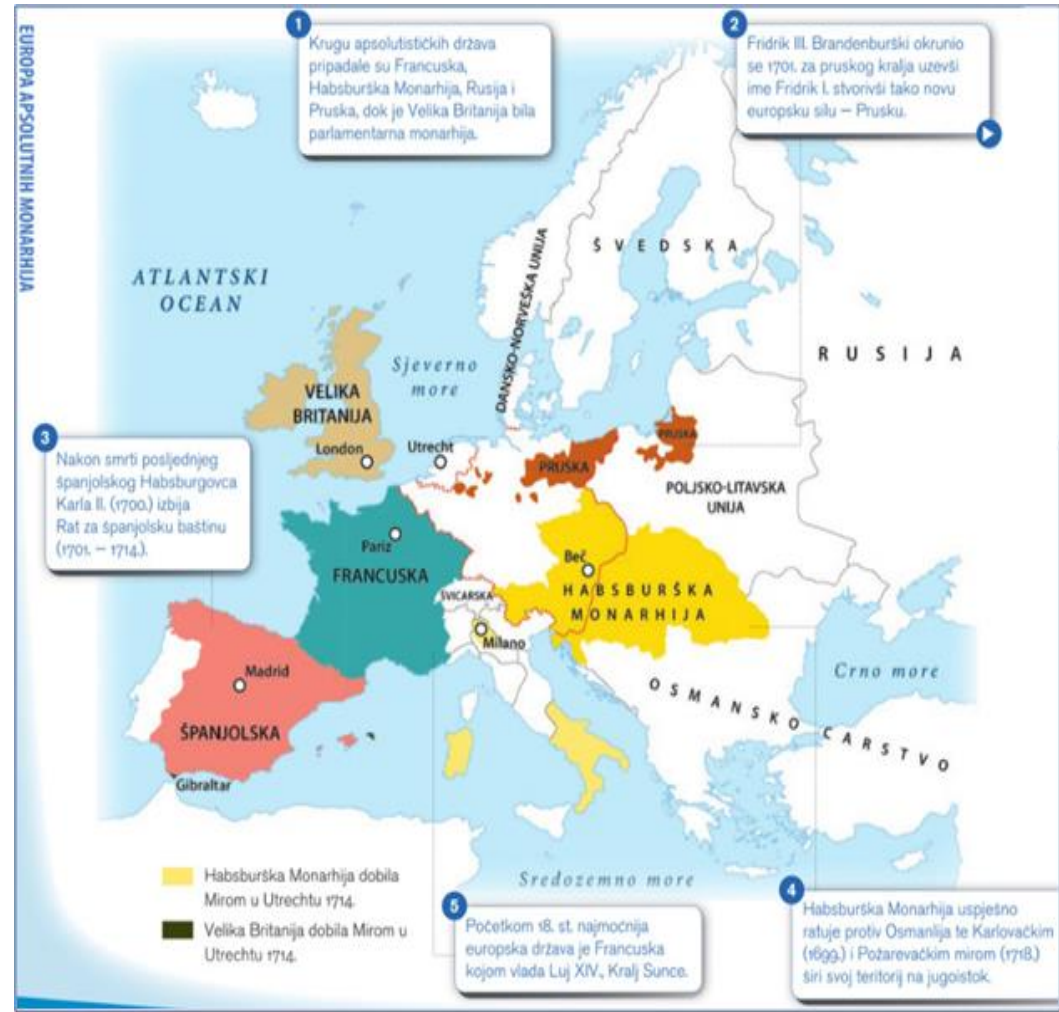 EUROPA APSOLUTNIH MONARHIJA
1
Krugu apsolutističkih država
pripadale su Francuska,
Habsburška Monarhija, Rusija i
Pruska, dok je Velika Britanija bila
parlamentarna monarhija.
2
Fridrik III. Brandenburški okrunio
se 1701. za pruskog kralja uzevši
ime Fridrik I. stvorivši tako novu
europsku silu – Prusku.
ATLANTSKI
OCEAN
Sjeverno
more
DANSKO-NORVEŠKA UNIJA
ŠVEDSKA
RUSIJA
VELIKA
BRITANIJA
London
Utrecht
PRUSKA
PRUSKA
POLJSKO-LITAVSKA
UNIJA
3
Nakon smrti posljednjeg
španjolskog Habsburgovca
Karla II. (1700.) izbija
Rat za španjolsku baštinu
(1701. – 1714.).
Pariz
FRANCUSKA
Beč
HABSBURŠKA
MONARHIJA
ŠVICARSKA
Milano
Crno more
Madrid
ŠPANJOLSKA
OSMANSKO CARSTVO
Gibraltar
Habsburška Monarhija dobila
Mirom u Utrechtu 1714.
Velika Britanija dobila Mirom u
Utrechtu 1714.
Sredozemno more
5
Početkom 18. st. najmoćnija
europska država je Francuska
kojom vlada Luj XIV., Kralj Sunce.
4
Habsburška Monarhija uspješno
ratuje protiv Osmanlija te Karlovačkim
(1699.) i Požarevačkim mirom (1718.)
širi svoj teritorij na jugoistok.